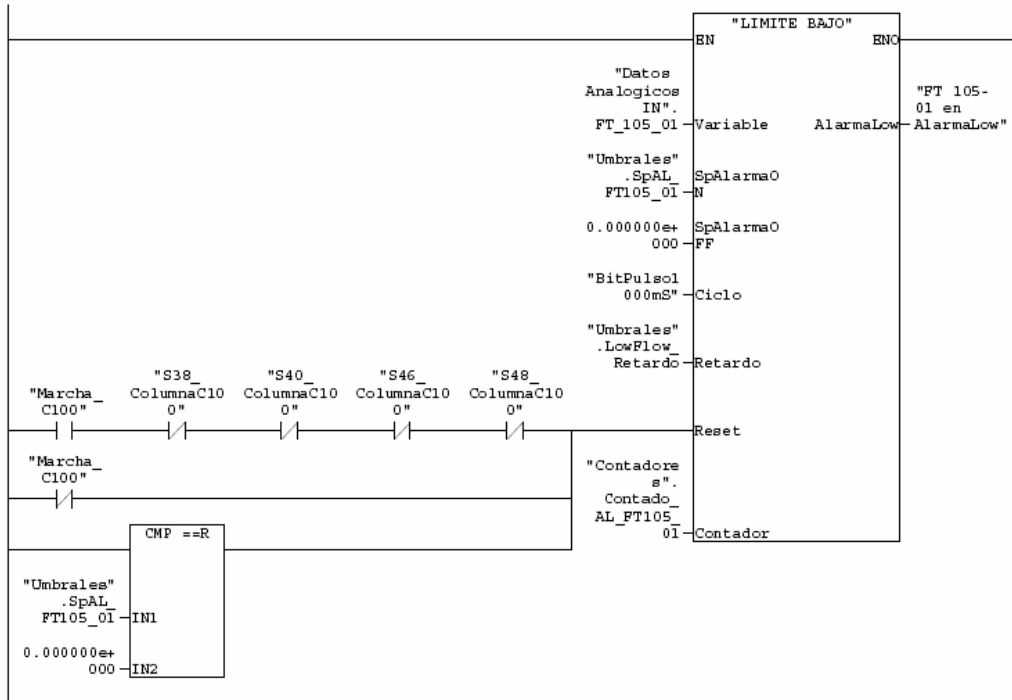 "LIMITE BAJO"
EN ENO
"Datos
Analogicos
IN".
FT_105_01 Variable
AlarmaLow
"FT 105-
01 en
AlarmaLow"
"Umbrales"
.SpAL_
FT105_01
SpAlarmaO
N
0.000000e+
000
SpAlarmaO
FF
"BitPulso1
000mS" Ciclo
"Umbrales"
.LowFlow_
Retardo Retardo
"Marcha_
C100"
"S38_
ColumnaC10
0"
"S40_
ColumnaC10
0"
"S46_
ColumnaC10
0"
"S48_
ColumnaC10
0"
Reset
"Marcha_
C100"
"Contadore
s".
Contado_
AL_FT105_
01 Contador
CMP ==R
"Umbrales"
.SpAL_
FT105_01 IN1
0.000000e+
000 IN2